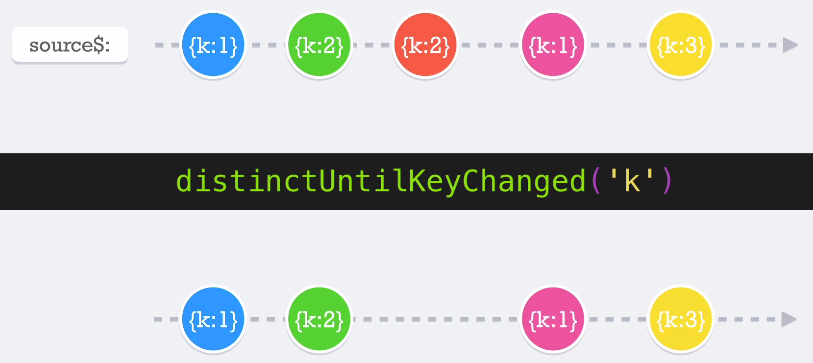 source$: {k:1} {k:2} {k:2} {k:1} {k:3}
distinctUntilKeyChanged('k')
{k:1} {k:2} {k:1} {k:3}